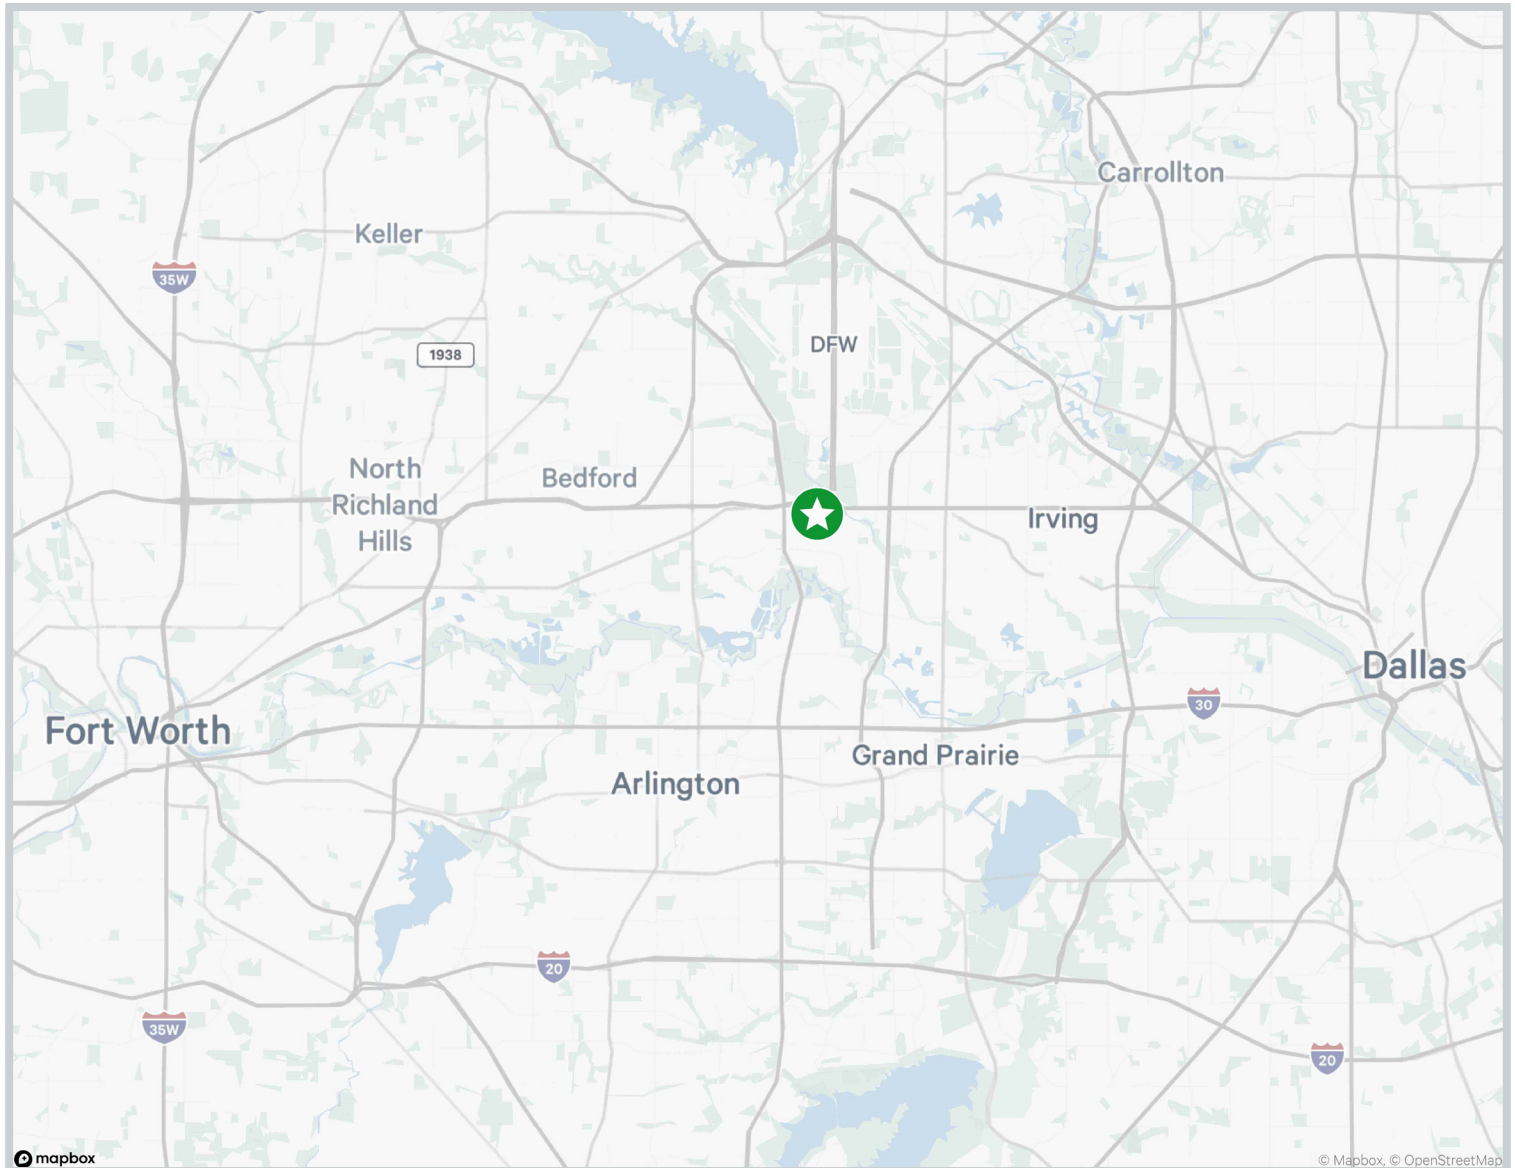 Carrollton
Keller
35W
DFW
1938
North
Richland
Hills
Bedford
Irving
Dallas
30
Fort Worth
Grand Prairie
Arlington
20
35W
20
mapbox
© Mapbox, © OpenStreetMap